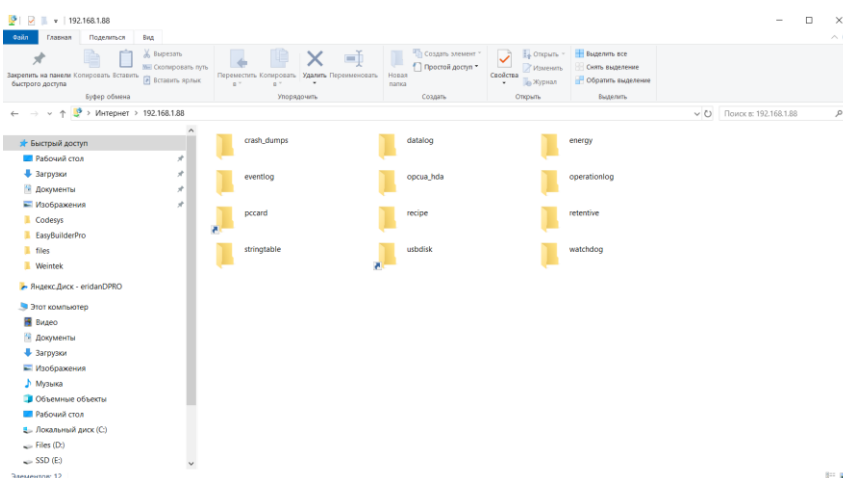 192.168.1.88
Файл Главная Поделиться Вид
Закрепить на панели быстрого доступа
Копировать
Вставить
Вырезать
Скопировать путь
Вставить ярлык
Буфер обмена
Переместить в
Копировать в
Удалить
Переименовать
Упорядочить
Новая папка
Создать элемент
Простой доступ
Создать
Свойства
Открыть
Изменить
Журнал
Открыть
Выделить все
Снять выделение
Обратить выделение
Выделить
Интернет > 192.168.1.88
Поиск в: 192.168.1.88
Быстрый доступ
Рабочий стол
Загрузки
Документы
Изображения
Codesys
EasyBuilderPro
files
Weintek
Яндекс.Диск - eridanDPRO
Этот компьютер
Видео
Документы
Загрузки
Изображения
Музыка
Объемные объекты
Рабочий стол
Локальный диск (C:)
Files (D:)
SSD (E:)
crash_dumps datalog energy
eventlog opcua_hda operationlog
pccard recipe retentive
stringtable usbdisk watchdog
Элементов: 12